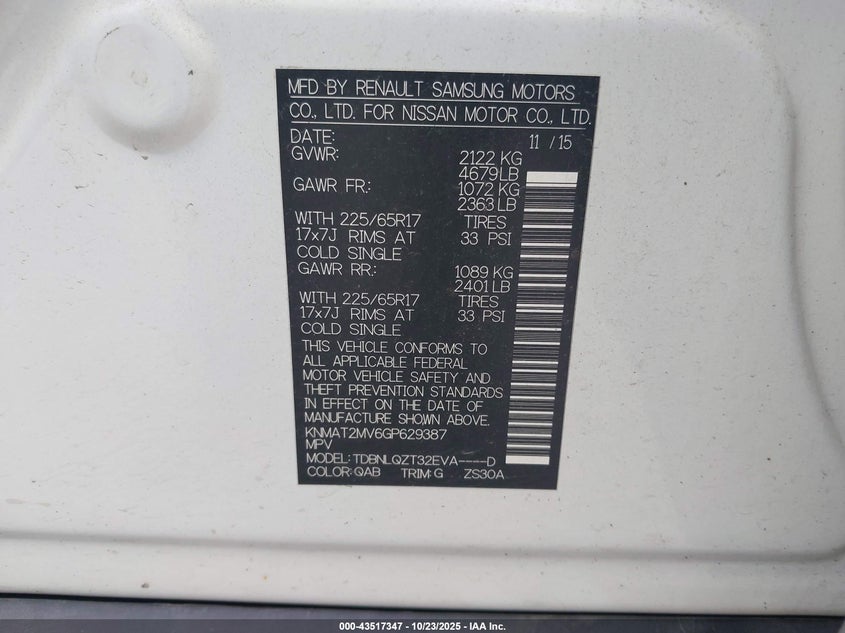 MFD BY RENAULT SAMSUNG MOTORS
CO., LTD. FOR NISSAN MOTOR CO., LTD.
DATE: 11 / 15
GVWR: 2122 KG
4679LB
GAWR FR: 1072 KG
2363 LB
WITH 225/65R17 TIRES
17x7J RIMS AT 33 PSI
COLD SINGLE
GAWR RR: 1089 KG
2401 LB
WITH 225/65R17 TIRES
17x7J RIMS AT 33 PSI
COLD SINGLE
THIS VEHICLE CONFORMS TO
ALL APPLICABLE FEDERAL
MOTOR VEHICLE SAFETY AND
THEFT PREVENTION STANDARDS
IN EFFECT ON THE DATE OF
MANUFACTURE SHOWN ABOVE.
KNMAT2MV6GP629387
MPV
MODEL: TDBNLQZT32EVA----D
COLOR:QAB TRIM:G ZS30A
000-43517347 - 10/23/2025 - IAA Inc.